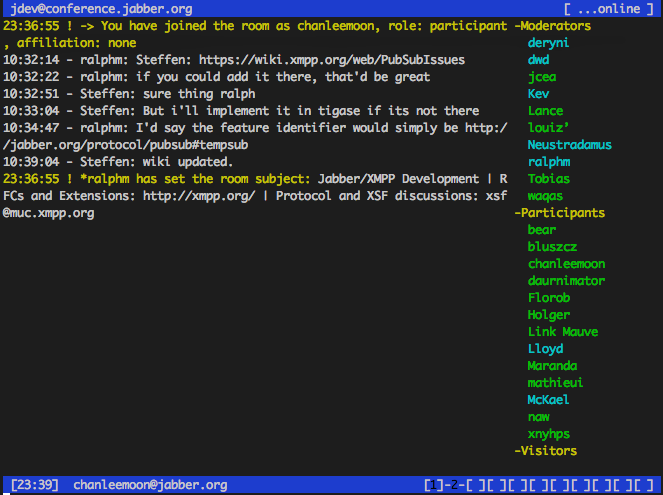 jdev@conference.jabber.org [ ...online ]
23:36:55 ! -> You have joined the room as chanleemoon, role: participant
, affiliation: none
10:32:14 - ralphm: Steffen: https://wiki.xmpp.org/web/PubSubIssues
10:32:22 - ralphm: if you could add it there, that'd be great
10:32:51 - Steffen: sure thing ralph
10:33:04 - Steffen: But i'll implement it in tigase if its not there
10:34:47 - ralphm: I'd say the feature identifier would simply be http:/
/jabber.org/protocol/pubsub#tempsub
10:39:04 - Steffen: wiki updated.
23:36:55 ! *ralphm has set the room subject: Jabber/XMPP Development | R
FCs and Extensions: http://xmpp.org/ | Protocol and XSF discussions: xsf
@muc.xmpp.org
-Moderators
deryni
dwd
jcea
Kev
Lance
louiz’
Neustradamus
ralphm
Tobias
waqas
-Participants
bear
bluszcz
chanleemoon
daurnimator
Florob
Holger
Link Mauve
Lloyd
Maranda
mathieui
McKael
naw
xnyhps
-Visitors
[23:39] chanleemoon@jabber.org [1]-2-[ ][ ][ ][ ][ ][ ][ ][ ][ ]